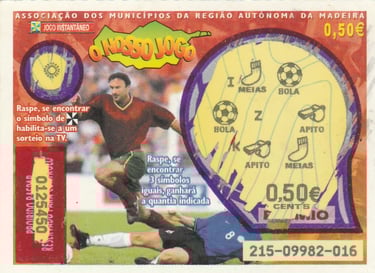 ASSOCIAÇÃO DOS MUNICÍPIOS DA REGIÃO AUTÓNOMA DA MADEIRA
JOGO INSTANTÂNEO
O NOSSO JOGO
0,50€
Raspe, se encontrar
o símbolo de
habilita-se a um
sorteio na TV.
I
MEIAS
BOLA
Z
BOLA
APITO
K
APITO
MEIAS
Raspe, se
encontrar
3 símbolos
iguais, ganhará
a quantia indicada
0,50€
CENTS
0125450
215-09982-016